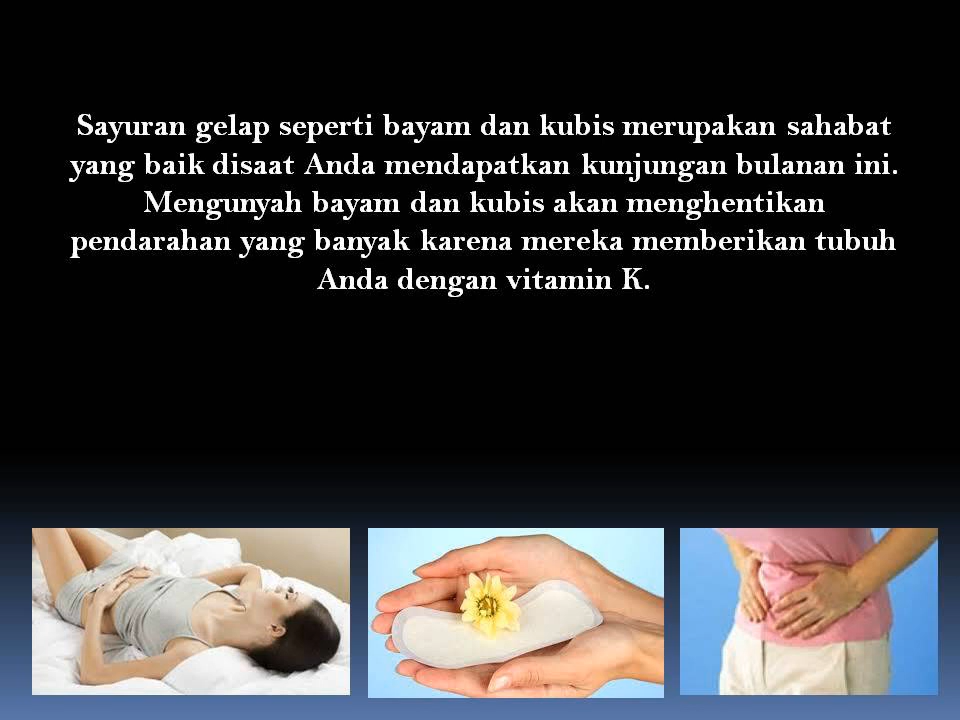 Sayuran gelap seperti bayam dan kubis merupakan sahabat
yang baik disaat Anda mendapatkan kunjungan bulanan ini.
Mengunyah bayam dan kubis akan menghentikan
pendarahan yang banyak karena mereka memberikan tubuh
Anda dengan vitamin K.